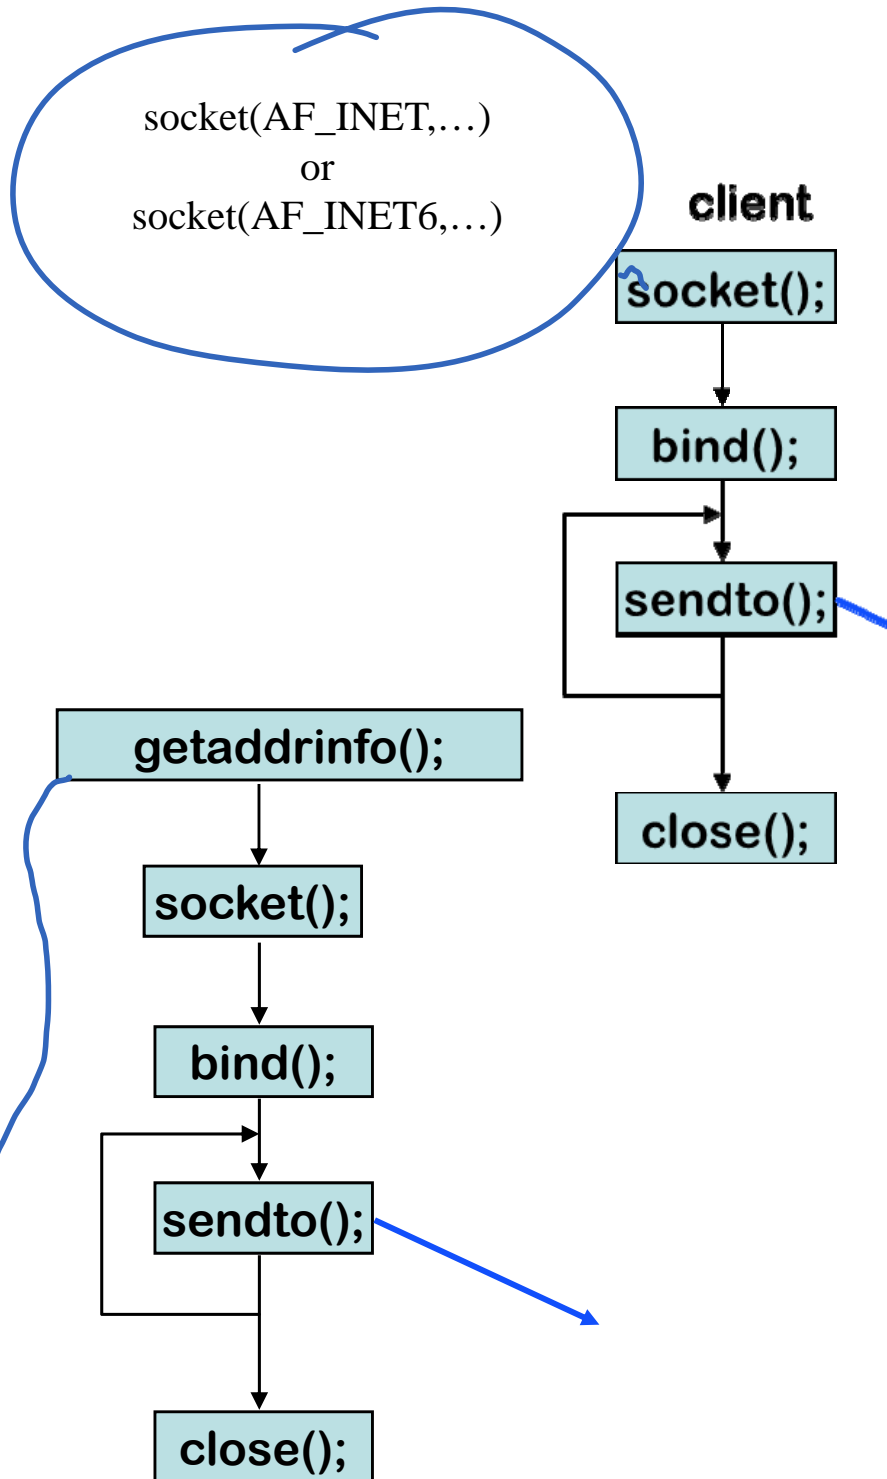 socket(AF_INET,…)
or
socket(AF_INET6,…)
client
socket();
bind();
sendto();
close();
getaddrinfo();
socket();
bind();
sendto();
close();